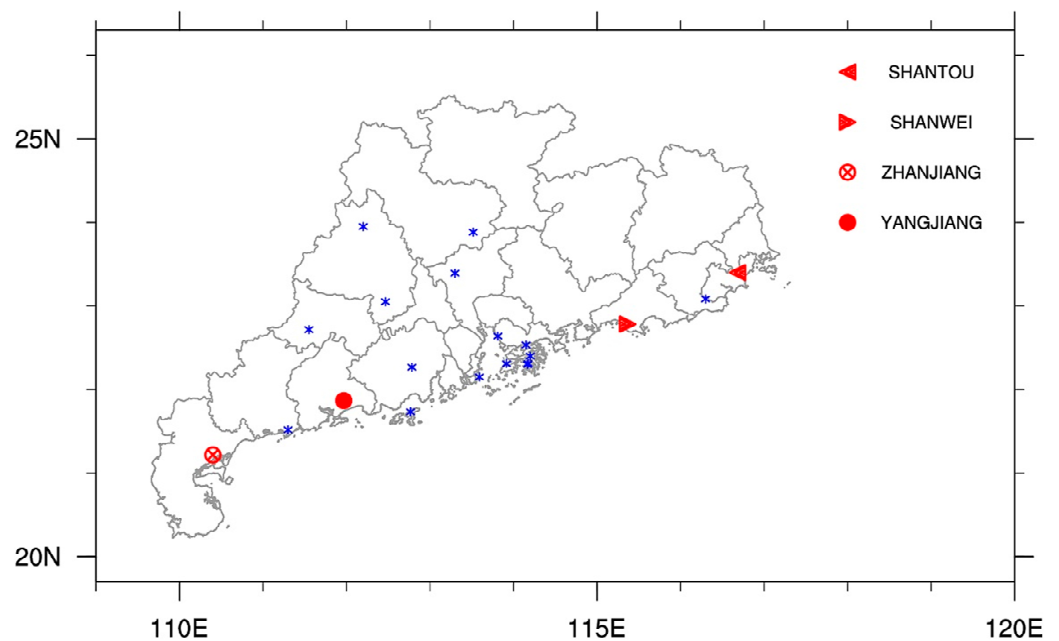 SHANTOU
25N
SHANWEI
ZHANJIANG
YANGJIANG
20N
110E
115E
120E